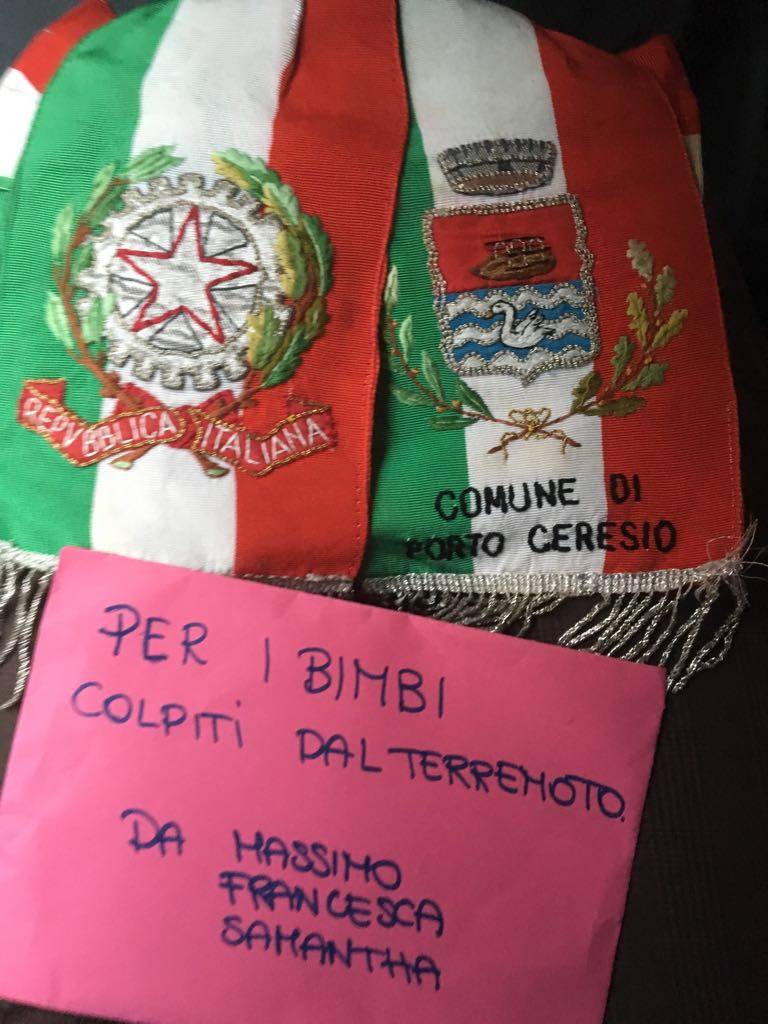 REPVBBLICA ITALIANA
COMUNE DI
PORTO CERESIO
PER I BIMBI
COLPITI DAL TERREMOTO.
DA MASSIMO
FRANCESCA
SAMANTHA